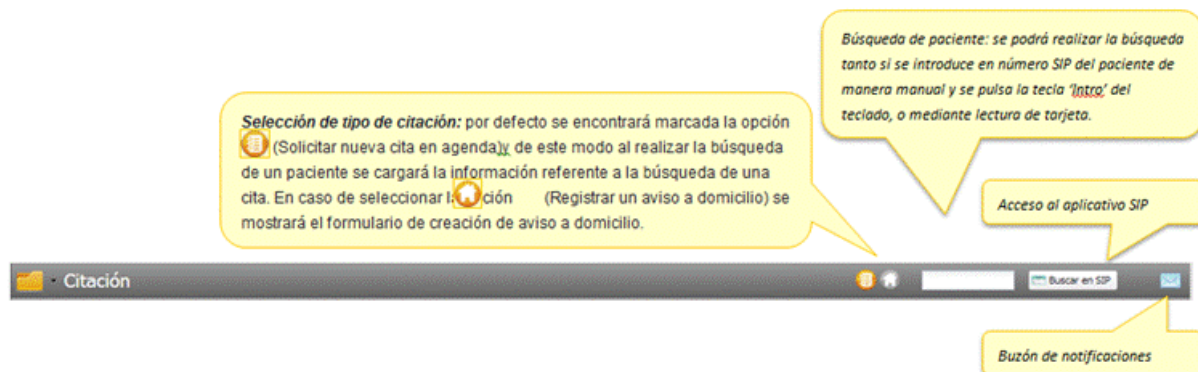 Búsqueda de paciente: se podrá realizar la búsqueda
tanto si se introduce en número SIP del paciente de
manera manual y se pulsa la tecla 'Intro' del
teclado, o mediante lectura de tarjeta.
Selección de tipo de citación: por defecto se encontrará marcada la opción
(Solicitar nueva cita en agenda)y de este modo al realizar la búsqueda
de un paciente se cargará la información referente a la búsqueda de una
cita. En caso de seleccionar l ción (Registrar un aviso a domicilio) se
mostrará el formulario de creación de aviso a domicilio.
Acceso al aplicativo SIP
Citación
Buscar en SIP
Buzón de notificaciones